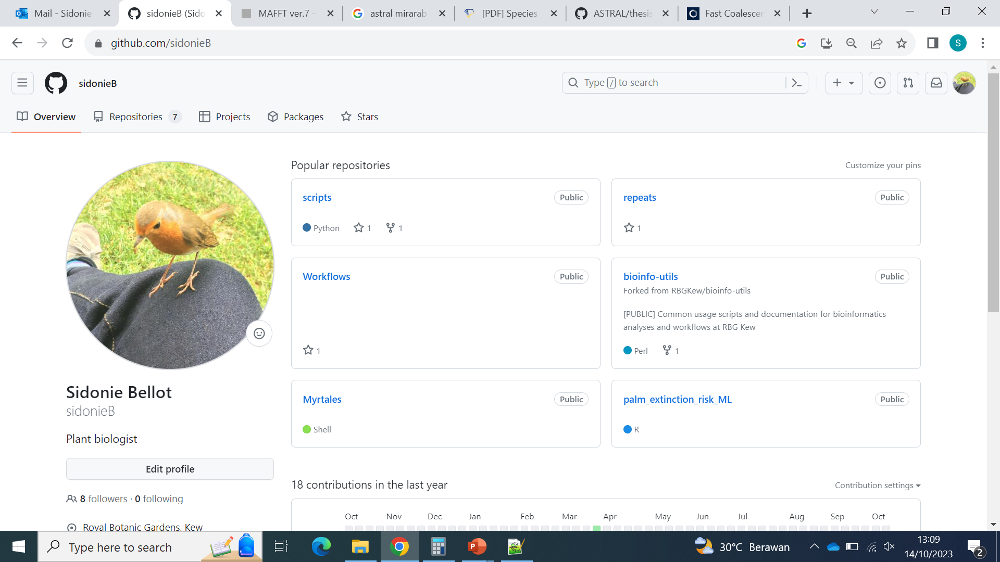 Mail - Sidonie
sidonieB (Sido
MAFFT ver.7 -
astral mirarab
[PDF] Species
ASTRAL/thesis
Fast Coalescen
github.com/sidonieB
S
sidonieB
Type / to search
Overview
Repositories 7
Projects
Packages
Stars
Popular repositories
Customize your pins
scripts
Public
Python 1 1
repeats
Public
1
Workflows
Public
1
bioinfo-utils
Public
Forked from RBGKew/bioinfo-utils
[PUBLIC] Common usage scripts and documentation for bioinformatics
analyses and workflows at RBG Kew
Perl 1
Myrtales
Public
Shell
palm_extinction_risk_ML
Public
R
Sidonie Bellot
sidonieB
Plant biologist
Edit profile
8 followers · 0 following
Royal Botanic Gardens, Kew
18 contributions in the last year
Contribution settings
Oct Nov Dec Jan Feb Mar Apr May Jun Jul Aug Sep Oct
Type here to search
30°C Berawan
13:09
14/10/2023
2